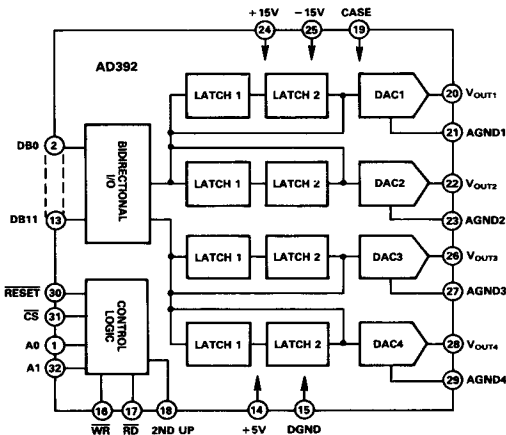 +15V -15V CASE
24 25 19
AD392
LATCH 1 LATCH 2 DAC1 20 VOUT1
21 AGND1
DB0 2
BIDIRECTIONAL I/O
LATCH 1 LATCH 2 DAC2 22 VOUT2
DB11 13
23 AGND2
LATCH 1 LATCH 2 DAC3 26 VOUT3
RESET 30
27 AGND3
CS 31
CONTROL LOGIC
A0 1
LATCH 1 LATCH 2 DAC4 28 VOUT4
A1 32
29 AGND4
16 17 18 14 15
WR RD 2ND UP +5V DGND